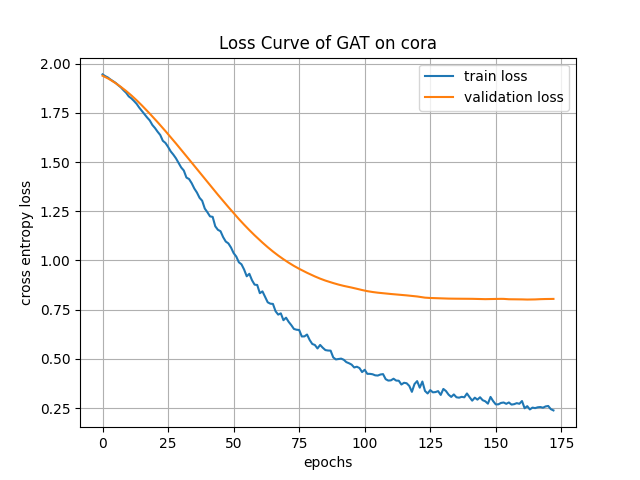 Loss Curve of GAT on cora
train loss
validation loss
cross entropy loss
2.00
1.75
1.50
1.25
1.00
0.75
0.50
0.25
0 25 50 75 100 125 150 175
epochs